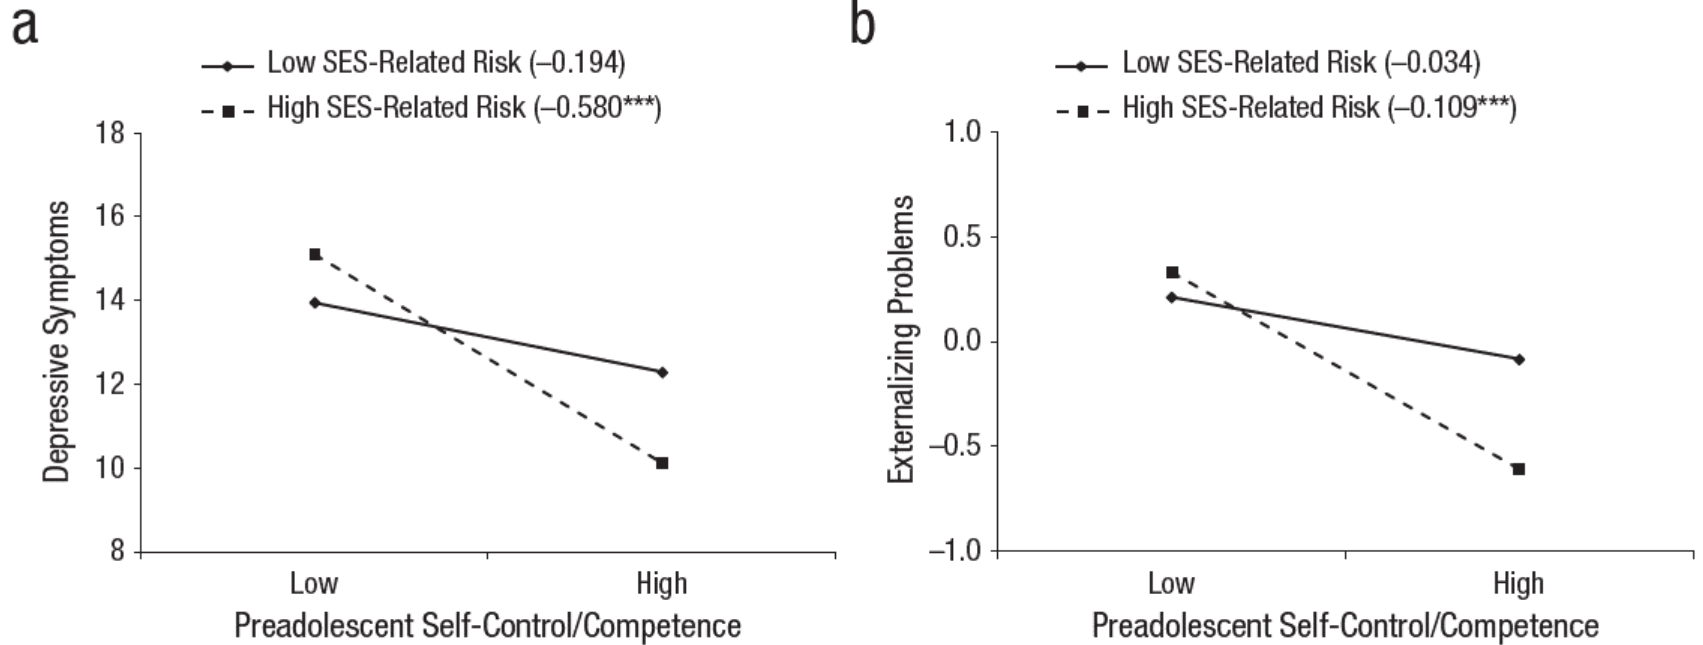 a
Low SES-Related Risk (–0.194)
High SES-Related Risk (–0.580***)
18
16
14
12
10
8
Depressive Symptoms
Low
High
Preadolescent Self-Control/Competence
b
Low SES-Related Risk (–0.034)
High SES-Related Risk (–0.109***)
1.0
0.5
0.0
–0.5
–1.0
Externalizing Problems
Low
High
Preadolescent Self-Control/Competence